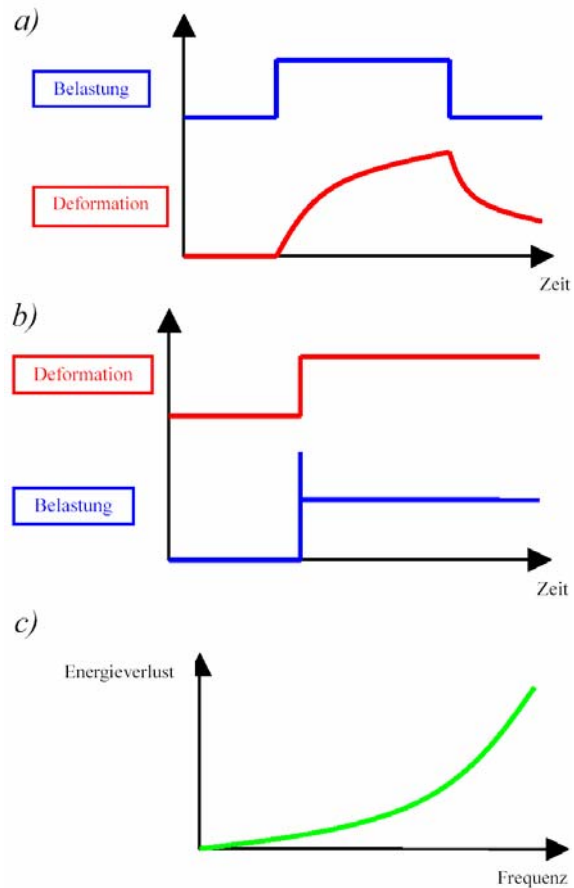 a)
Belastung
Deformation
Zeit
b)
Deformation
Belastung
Zeit
c)
Energieverlust
Frequenz